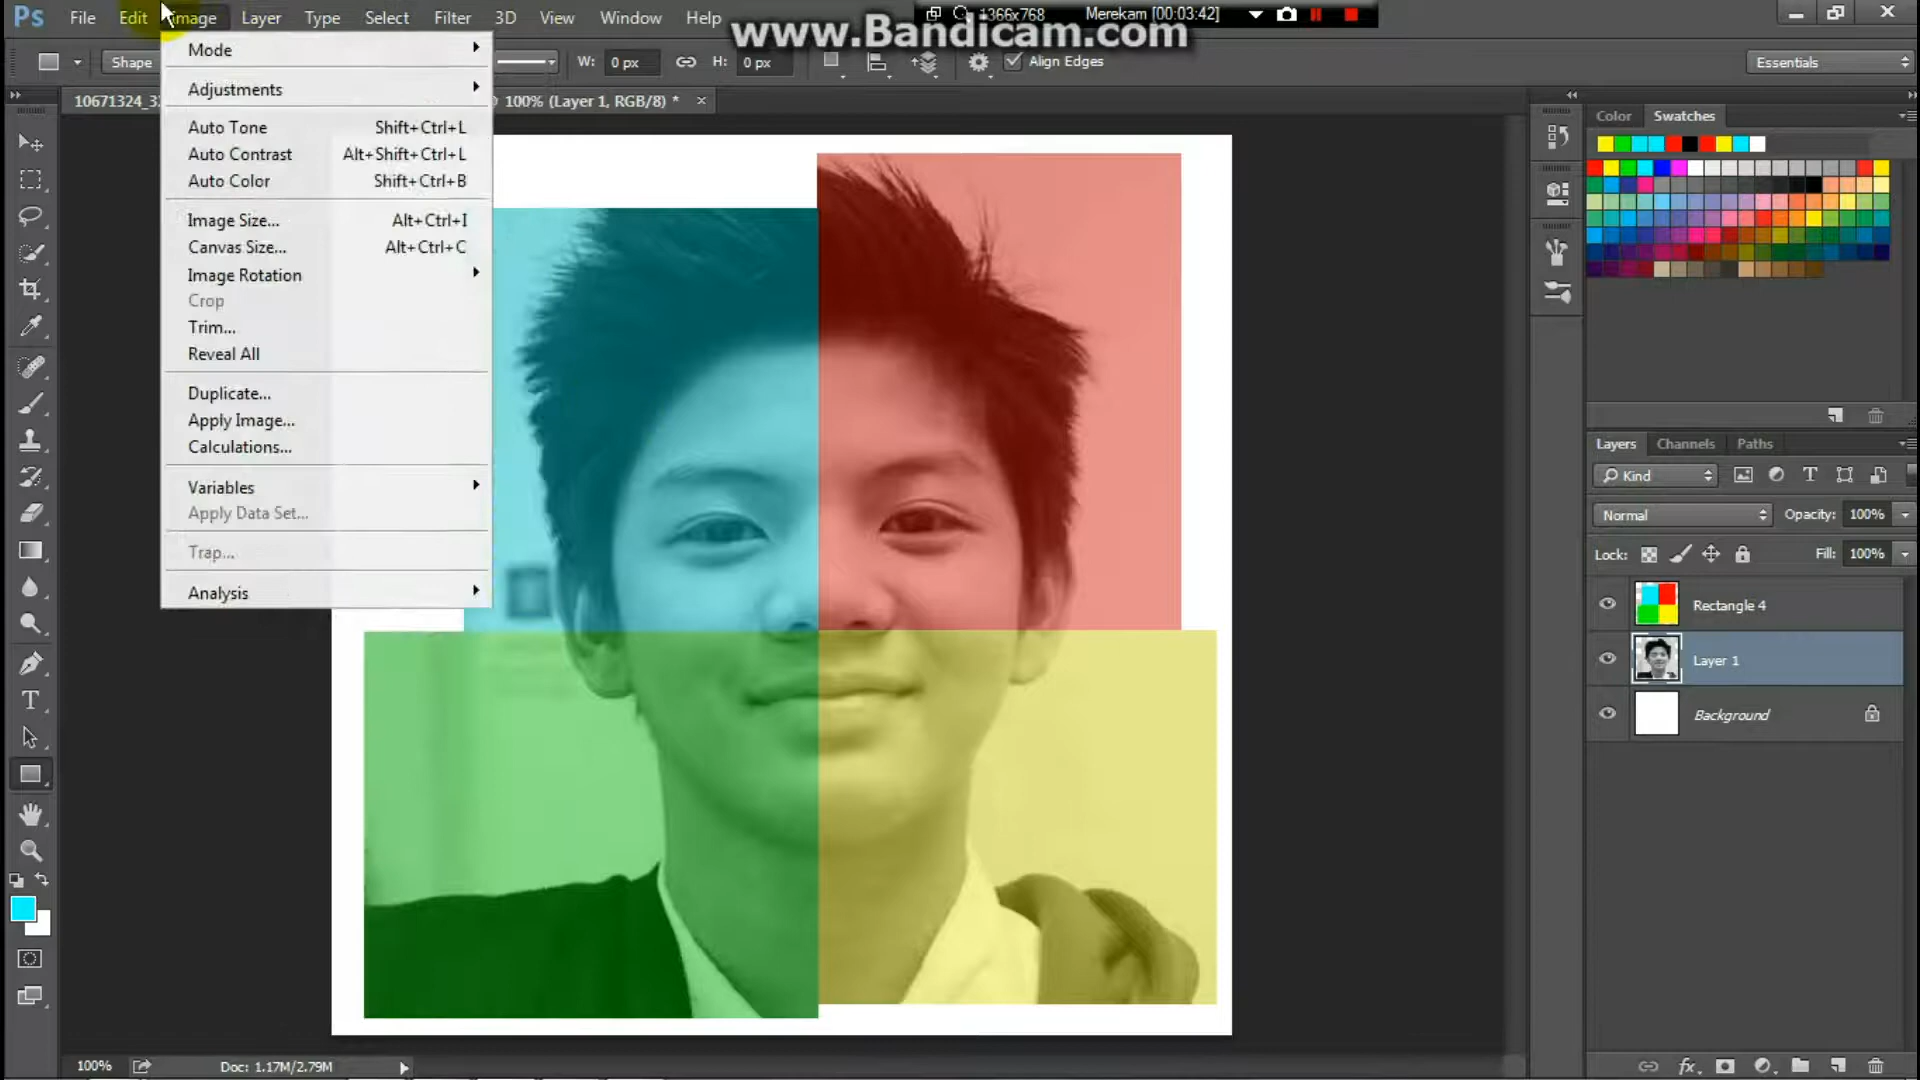 Ps File Edit Image Layer Type Select Filter 3D View Window Help
1366x768 Merekam [00:03:42]
www.Bandicam.com
Shape W: 0 px H: 0 px Align Edges Essentials
100% (Layer 1, RGB/8) * ×
Mode
Adjustments
Auto Tone Shift+Ctrl+L
Auto Contrast Alt+Shift+Ctrl+L
Auto Color Shift+Ctrl+B
Image Size... Alt+Ctrl+I
Canvas Size... Alt+Ctrl+C
Image Rotation
Crop
Trim...
Reveal All
Duplicate...
Apply Image...
Calculations...
Variables
Apply Data Set...
Trap...
Analysis
Color Swatches
Layers Channels Paths
Kind
Normal Opacity: 100%
Lock: Fill: 100%
Rectangle 4
Layer 1
Background
100% Doc: 1.17M/2.79M